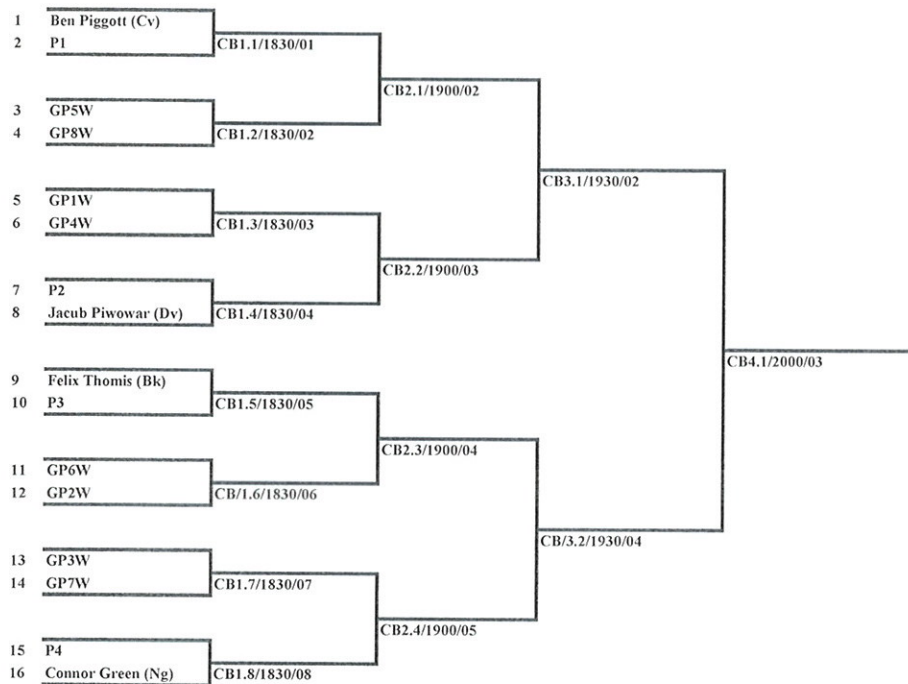 1 Ben Piggott (Cv)
2 P1
CB1.1/1830/01
CB2.1/1900/02
3 GP5W
4 GP8W
CB1.2/1830/02
CB3.1/1930/02
5 GP1W
6 GP4W
CB1.3/1830/03
CB2.2/1900/03
7 P2
8 Jacub Piwowar (Dv)
CB1.4/1830/04
CB4.1/2000/03
9 Felix Thomis (Bk)
10 P3
CB1.5/1830/05
CB2.3/1900/04
11 GP6W
12 GP2W
CB/1.6/1830/06
CB/3.2/1930/04
13 GP3W
14 GP7W
CB1.7/1830/07
CB2.4/1900/05
15 P4
16 Connor Green (Ng)
CB1.8/1830/08